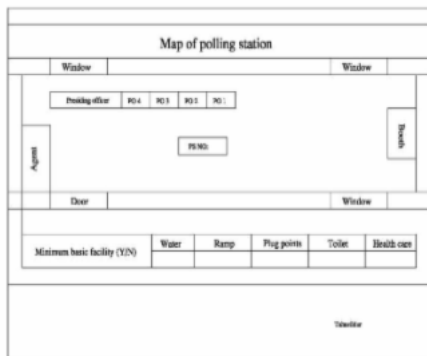 Map of polling station
Window Window
Presiding officer PO 4 PO 3 PO 2 PO 1
Booth
PS NO:
Agent
Door Window
Minimum basic facility (Y/N) Water Ramp Plug points Toilet Health care
Tahsildar